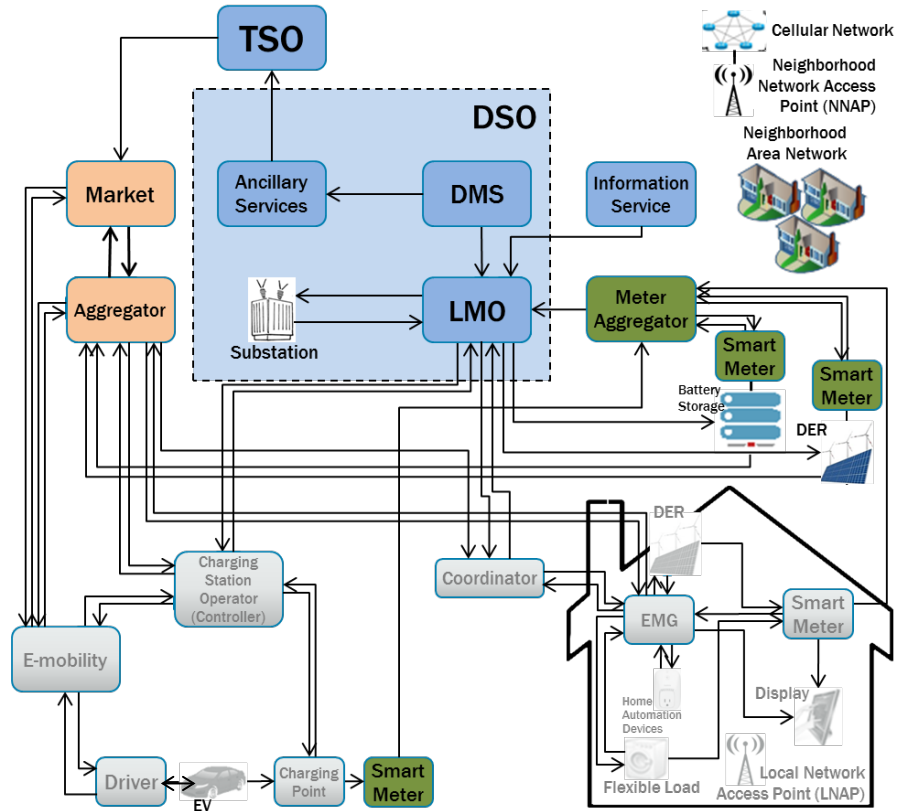 TSO
Cellular Network
Neighborhood
Network Access
Point (NNAP)
DSO
Neighborhood
Area Network
Market
Ancillary
Services
DMS
Information
Service
Aggregator
LMO
Meter
Aggregator
Substation
Smart
Meter
Smart
Meter
Battery
Storage
DER
DER
Charging
Station
Operator
(Controller)
Coordinator
EMG
Smart
Meter
E-mobility
Home
Automation
Devices
Display
Driver
EV
Charging
Point
Smart
Meter
Flexible Load
Local Network
Access Point (LNAP)